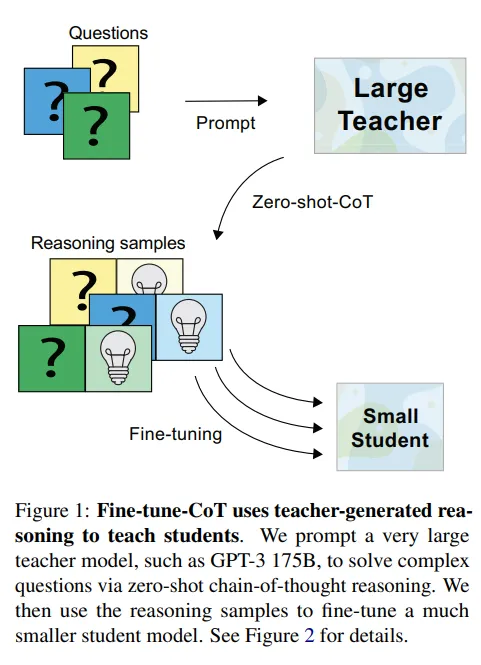 Questions
?
?
?
Prompt
Large
Teacher
Zero-shot-CoT
Reasoning samples
?
?
?
Fine-tuning
Small
Student
Figure 1: Fine-tune-CoT uses teacher-generated rea-
soning to teach students. We prompt a very large
teacher model, such as GPT-3 175B, to solve complex
questions via zero-shot chain-of-thought reasoning. We
then use the reasoning samples to fine-tune a much
smaller student model. See Figure 2 for details.